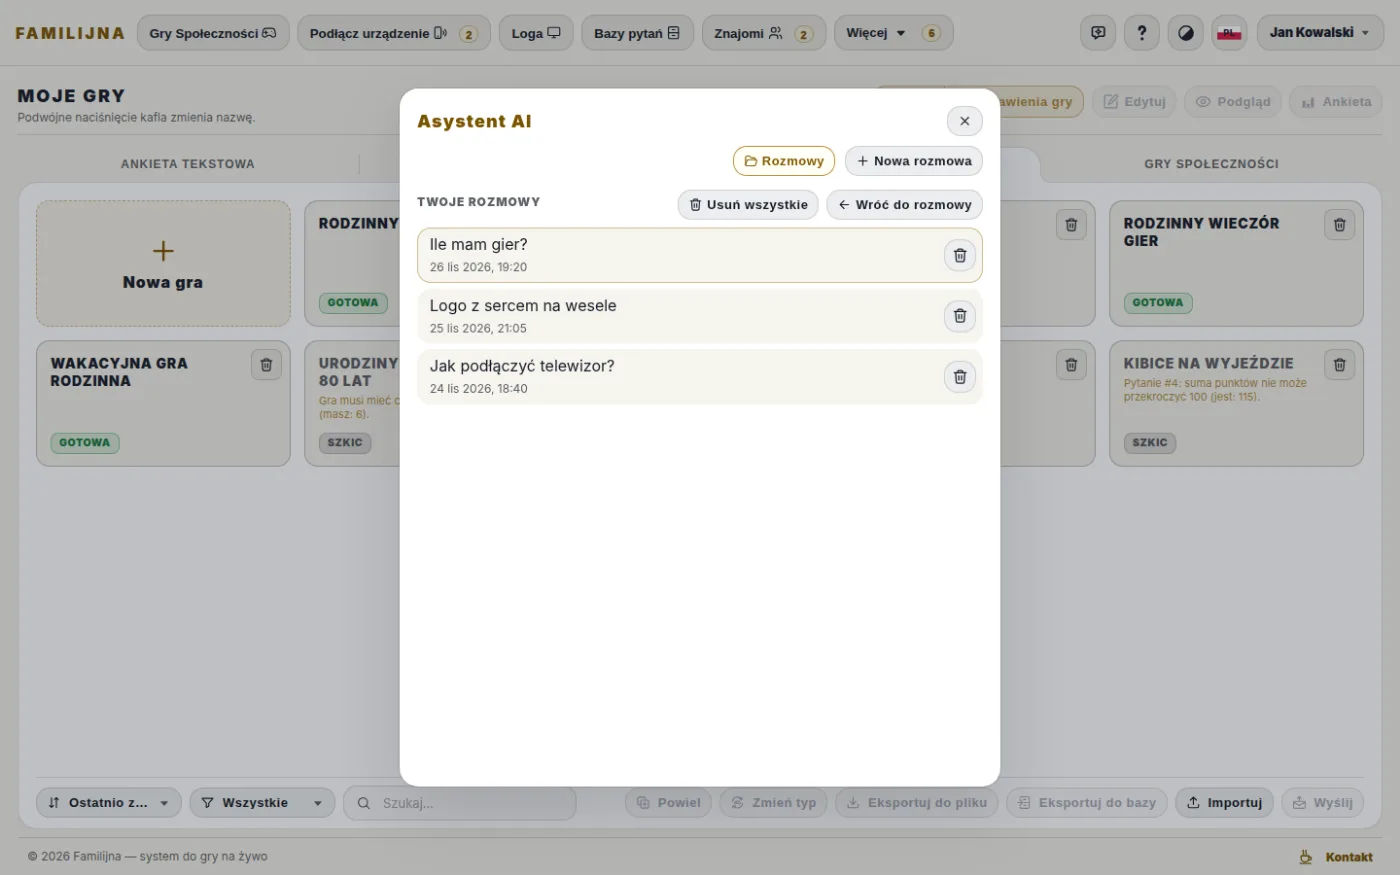 FAMILIJNA
Gry Społeczności
Podłącz urządzenie 2
Loga
Bazy pytań
Znajomi 2
Więcej 6
PL
Jan Kowalski
MOJE GRY
Podwójne naciśnięcie kafla zmienia nazwę.
gry
Edytuj
Podgląd
Ankieta
ANKIETA TEKSTOWA
GRY SPOŁECZNOŚCI
Nowa gra
RODZINNY
GOTOWA
RODZINNY WIECZÓR
GIER
GOTOWA
WAKACYJNA GRA
RODZINNA
GOTOWA
URODZINY
80 LAT
Gra musi mieć
(masz: 6).
SZKIC
KIBICE NA WYJEŹDZIE
Pytanie #4: suma punktów nie może
przekroczyć 100 (jest: 115).
SZKIC
Asystent AI
Rozmowy
Nowa rozmowa
TWOJE ROZMOWY
Usuń wszystkie
Wróć do rozmowy
Ile mam gier?
26 lis 2026, 19:20
Logo z sercem na wesele
25 lis 2026, 21:05
Jak podłączyć telewizor?
24 lis 2026, 18:40
Ostatnio z...
Wszystkie
Szukaj...
Powiel
Zmień typ
Eksportuj do pliku
Eksportuj do bazy
Importuj
Wyślij
© 2026 Familijna — system do gry na żywo
Kontakt